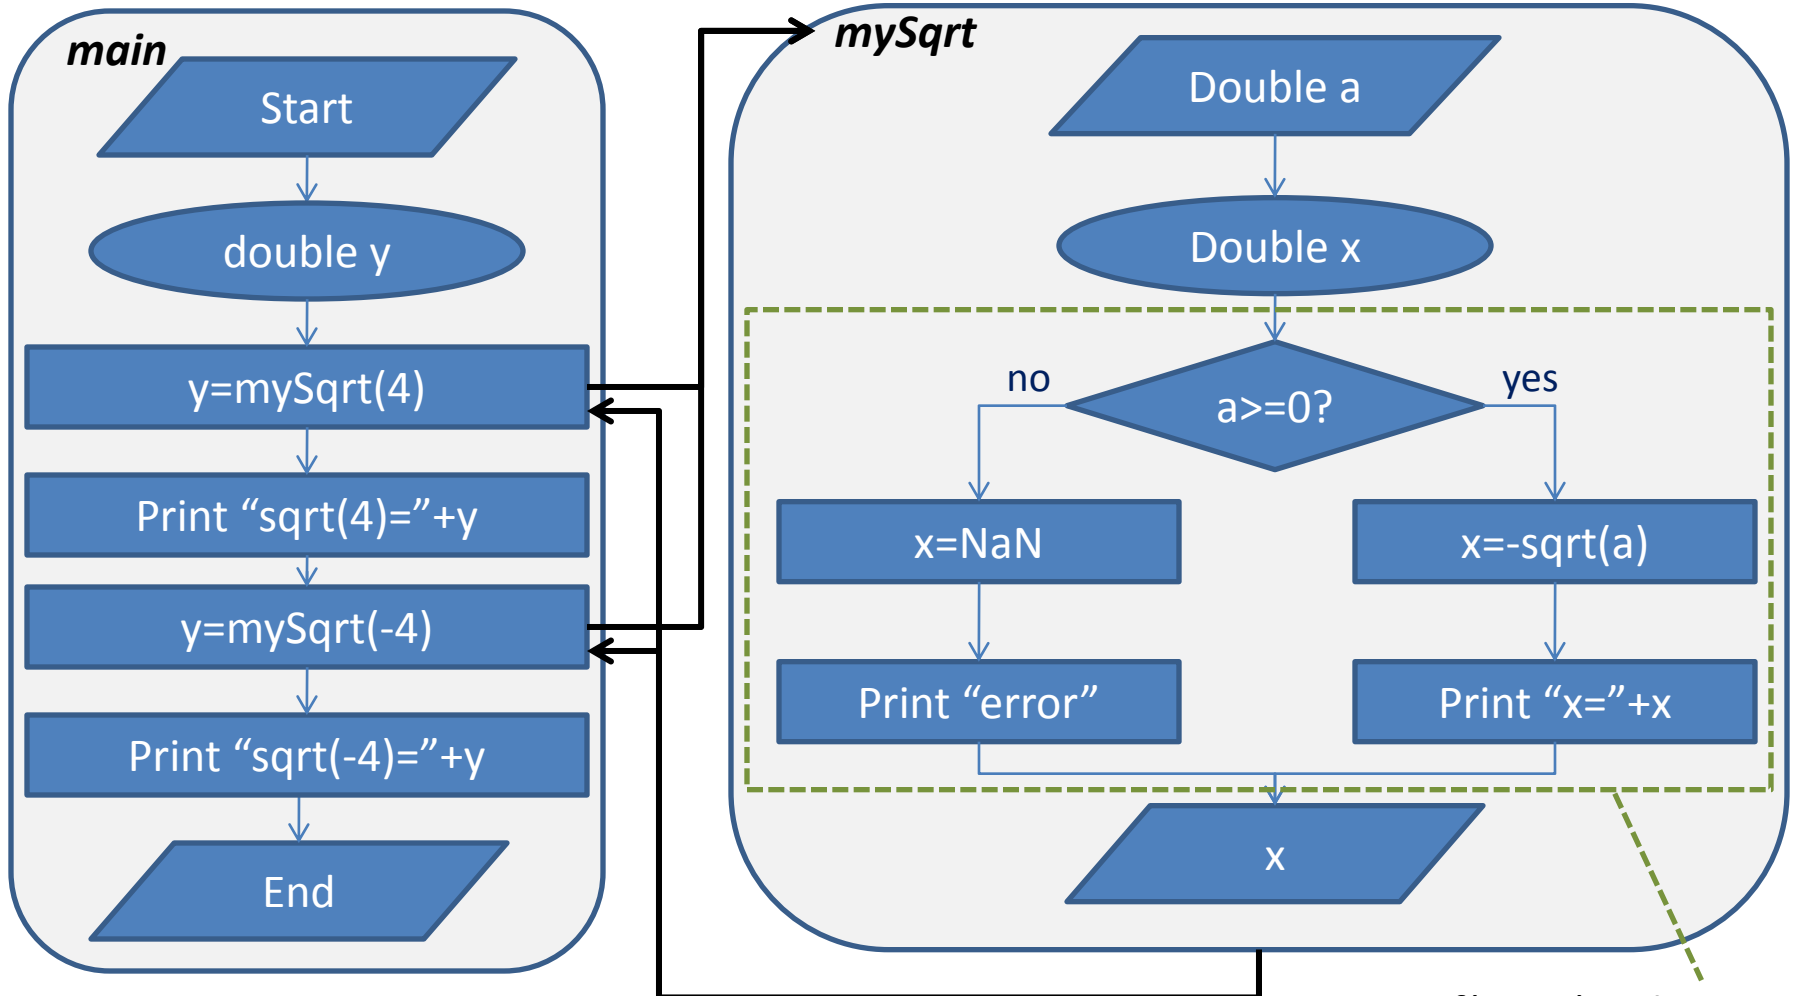 main
Start
double y
y=mySqrt(4)
Print “sqrt(4)=”+y
y=mySqrt(-4)
Print “sqrt(-4)=”+y
End
mySqrt
Double a
Double x
a>=0?
no
yes
x=NaN
x=-sqrt(a)
Print “error”
Print “x=”+x
x